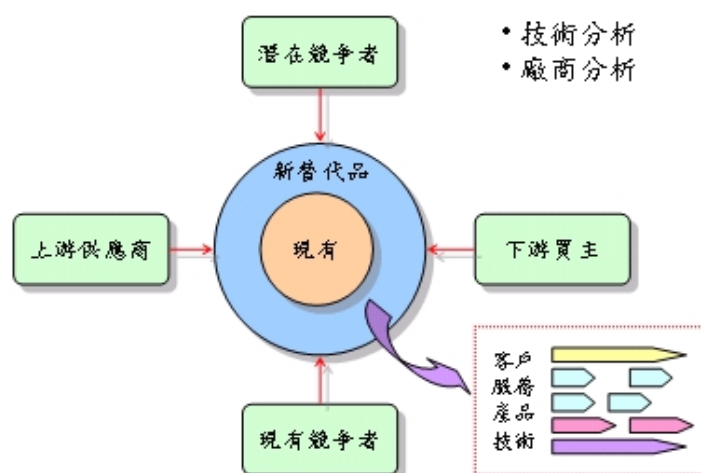 潛在競爭者
• 技術分析
• 廠商分析
新替代品
上游供應商
現有
下游買主
客戶
服務
產品
技術
現有競爭者